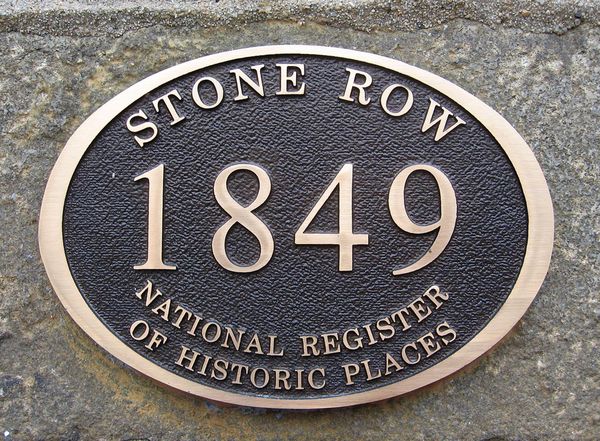 STONE ROW
1849
NATIONAL REGISTER
OF HISTORIC PLACES